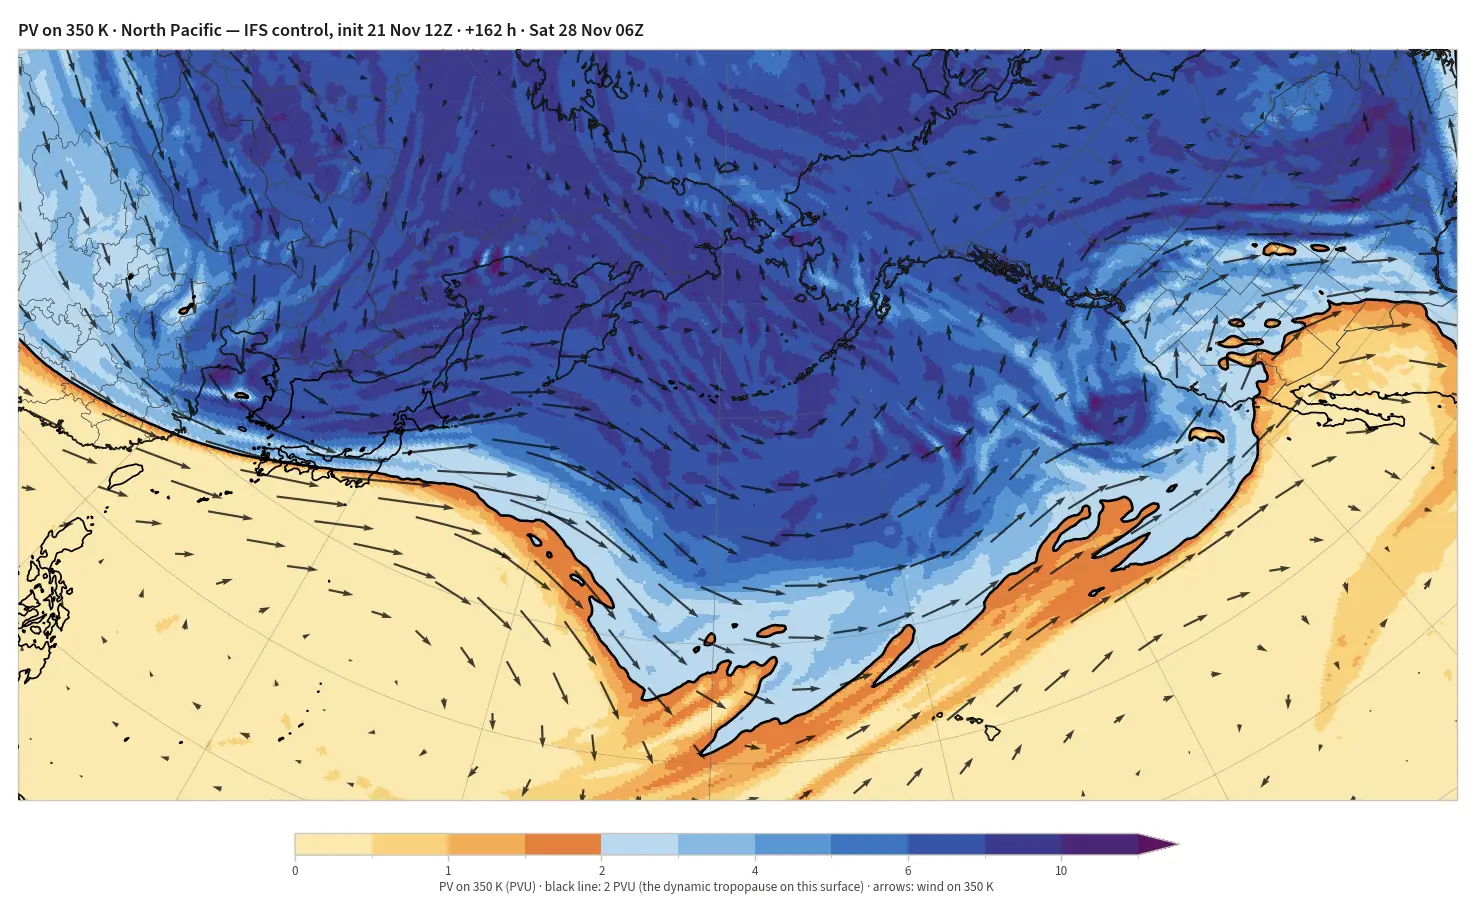 PV on 350 K · North Pacific — IFS control, init 21 Nov 12Z · +162 h · Sat 28 Nov 06Z
0 1 2 4 6 10
PV on 350 K (PVU) · black line: 2 PVU (the dynamic tropopause on this surface) · arrows: wind on 350 K